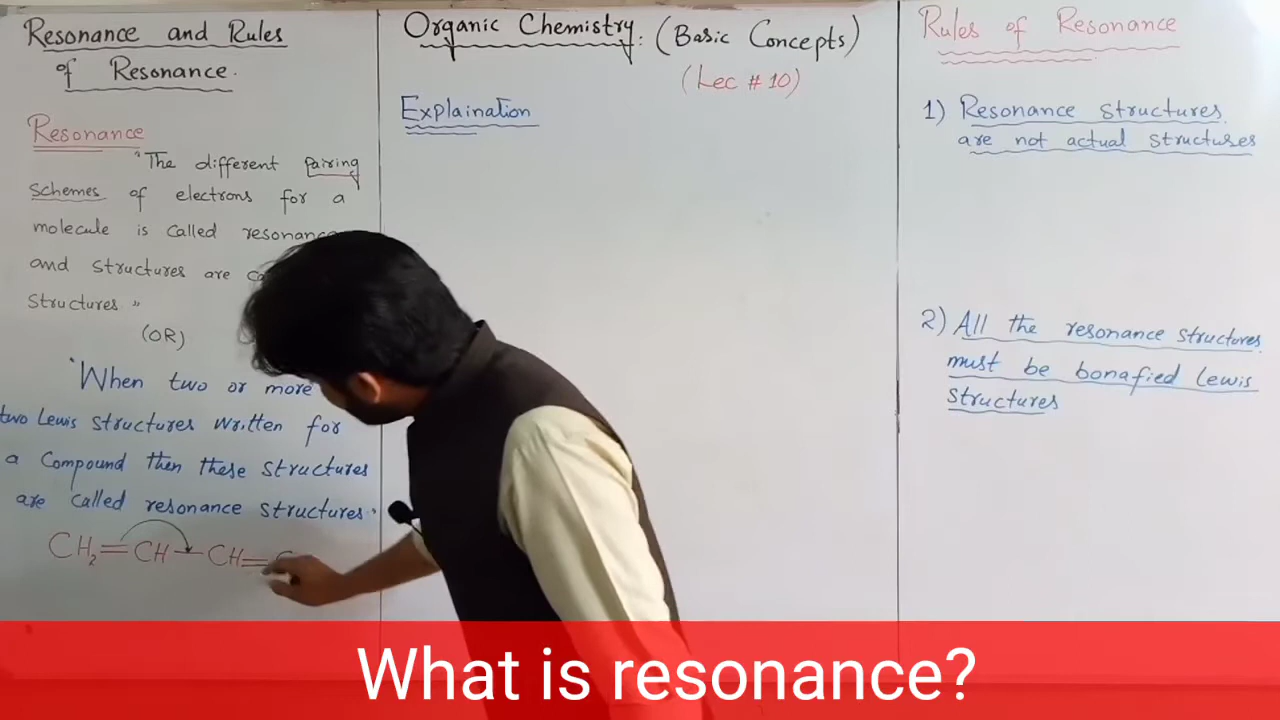 Resonance and Rules
of Resonance.
Resonance
"The different pairing
schemes of electrons for a
molecule is called
and structures are
structures"
(OR)
"When two or more
two Lewis structures written for
a compound then these structures
are called resonance structures."
CH₂=CH-CH=
Organic Chemistry: (Basic Concepts)
(Lec # 10)
Explaination
Rules of Resonance
1) Resonance structures
are not actual structures
2) All the resonance structures
must be bonafied Lewis
structures
What is resonance?